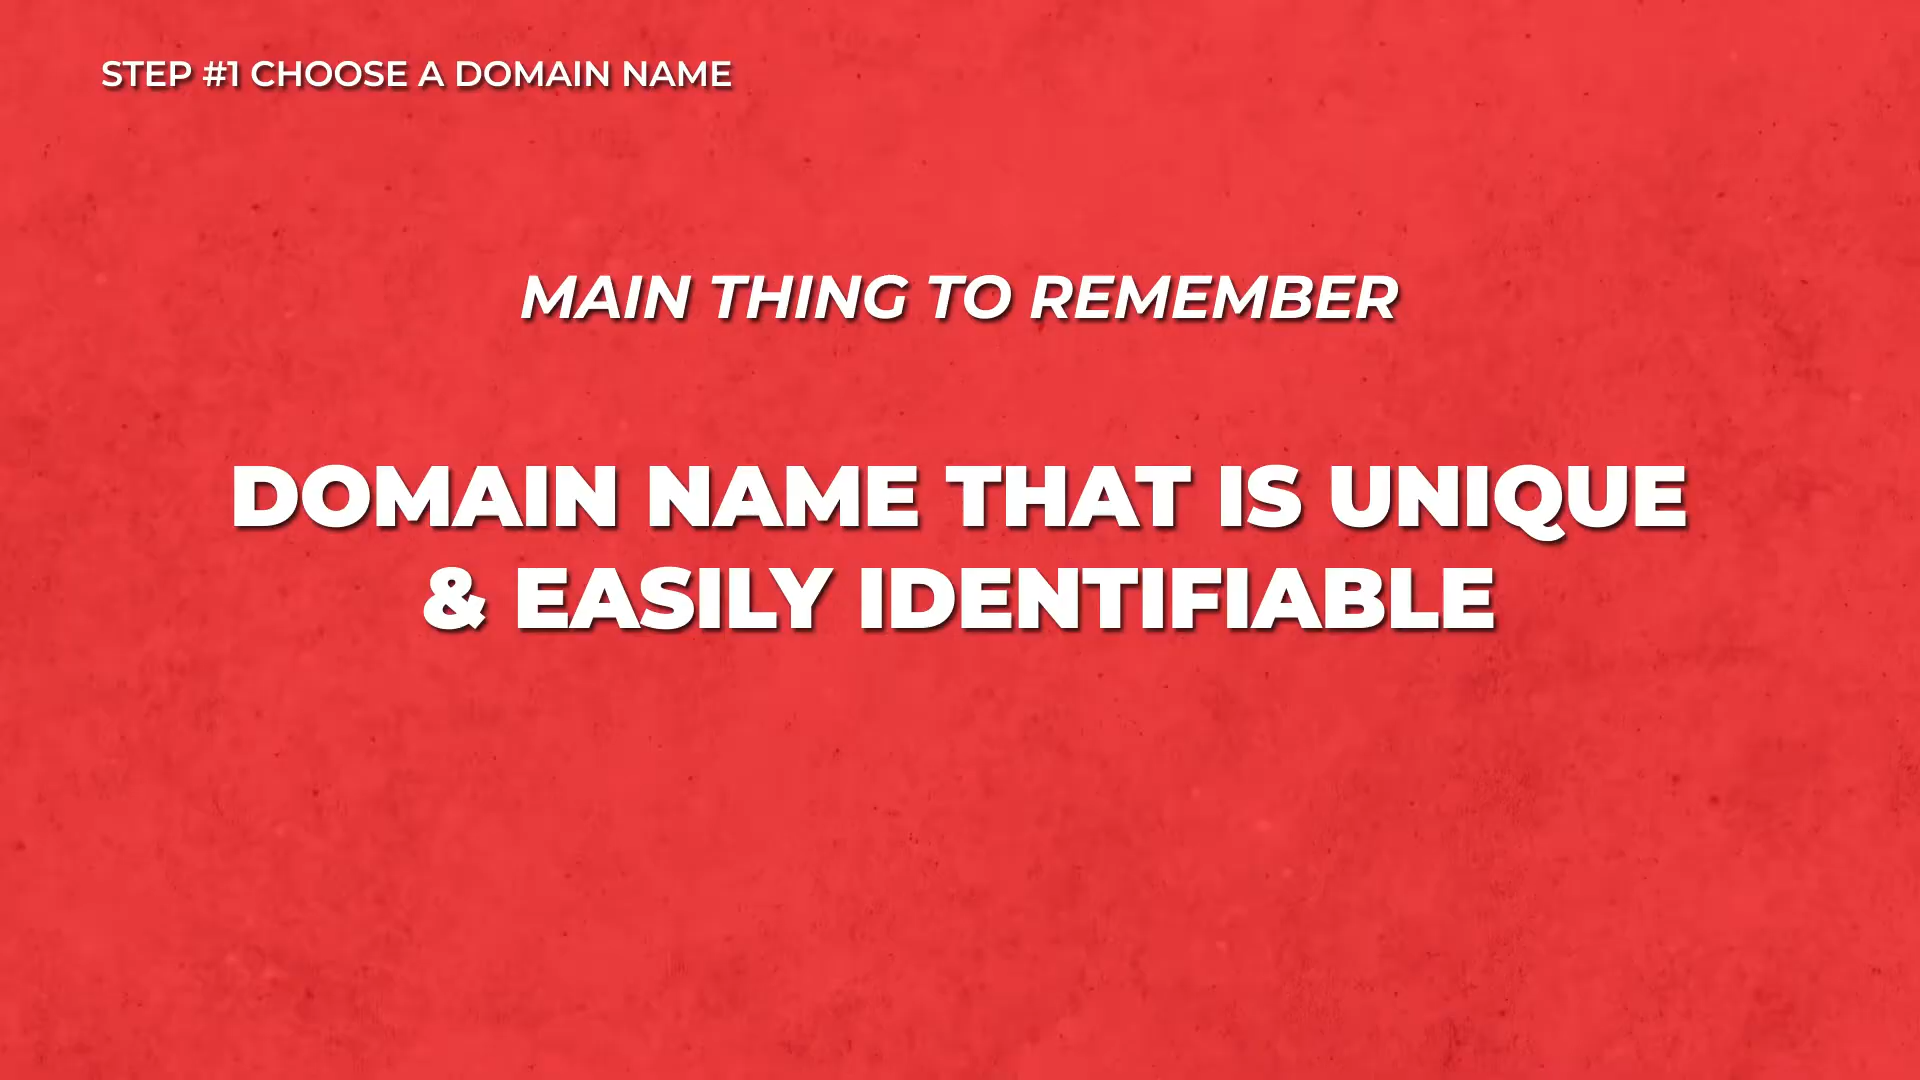 STEP #1 CHOOSE A DOMAIN NAME
MAIN THING TO REMEMBER
DOMAIN NAME THAT IS UNIQUE
& EASILY IDENTIFIABLE